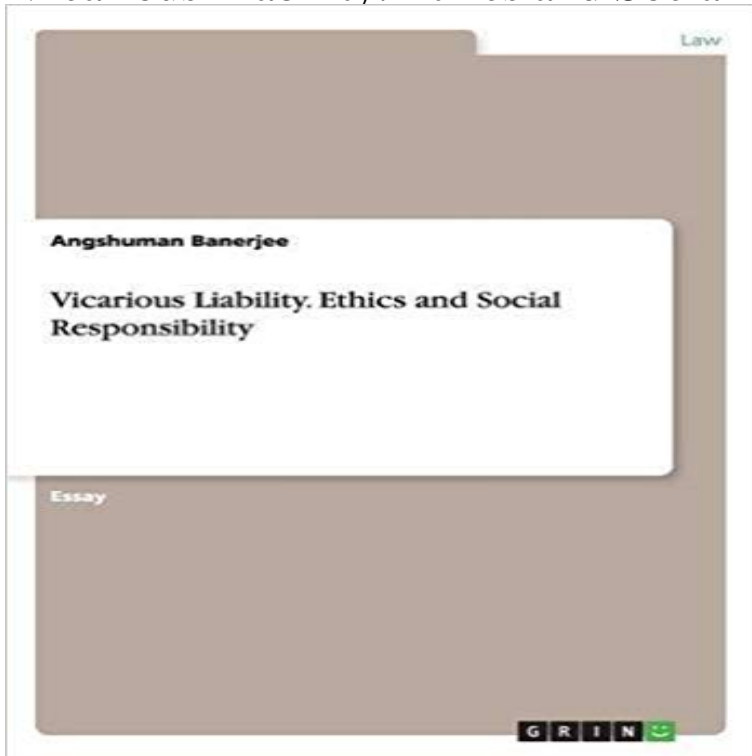 Law
Angshuman Banerjee
Vicarious Liability. Ethics and Social
Responsibility
Essay
GRIN